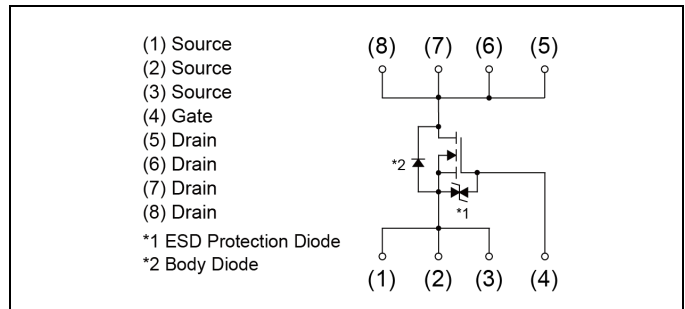 (1) Source
(2) Source
(3) Source
(4) Gate
(5) Drain
(6) Drain
(7) Drain
(8) Drain
*1 ESD Protection Diode
*2 Body Diode
(8) (7) (6) (5)
*2
*1
(1) (2) (3) (4)